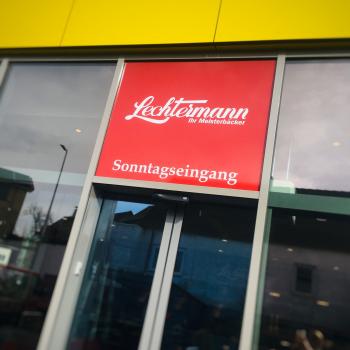 Lechtermann
Ihr Meisterbäcker
Sonntagseingang